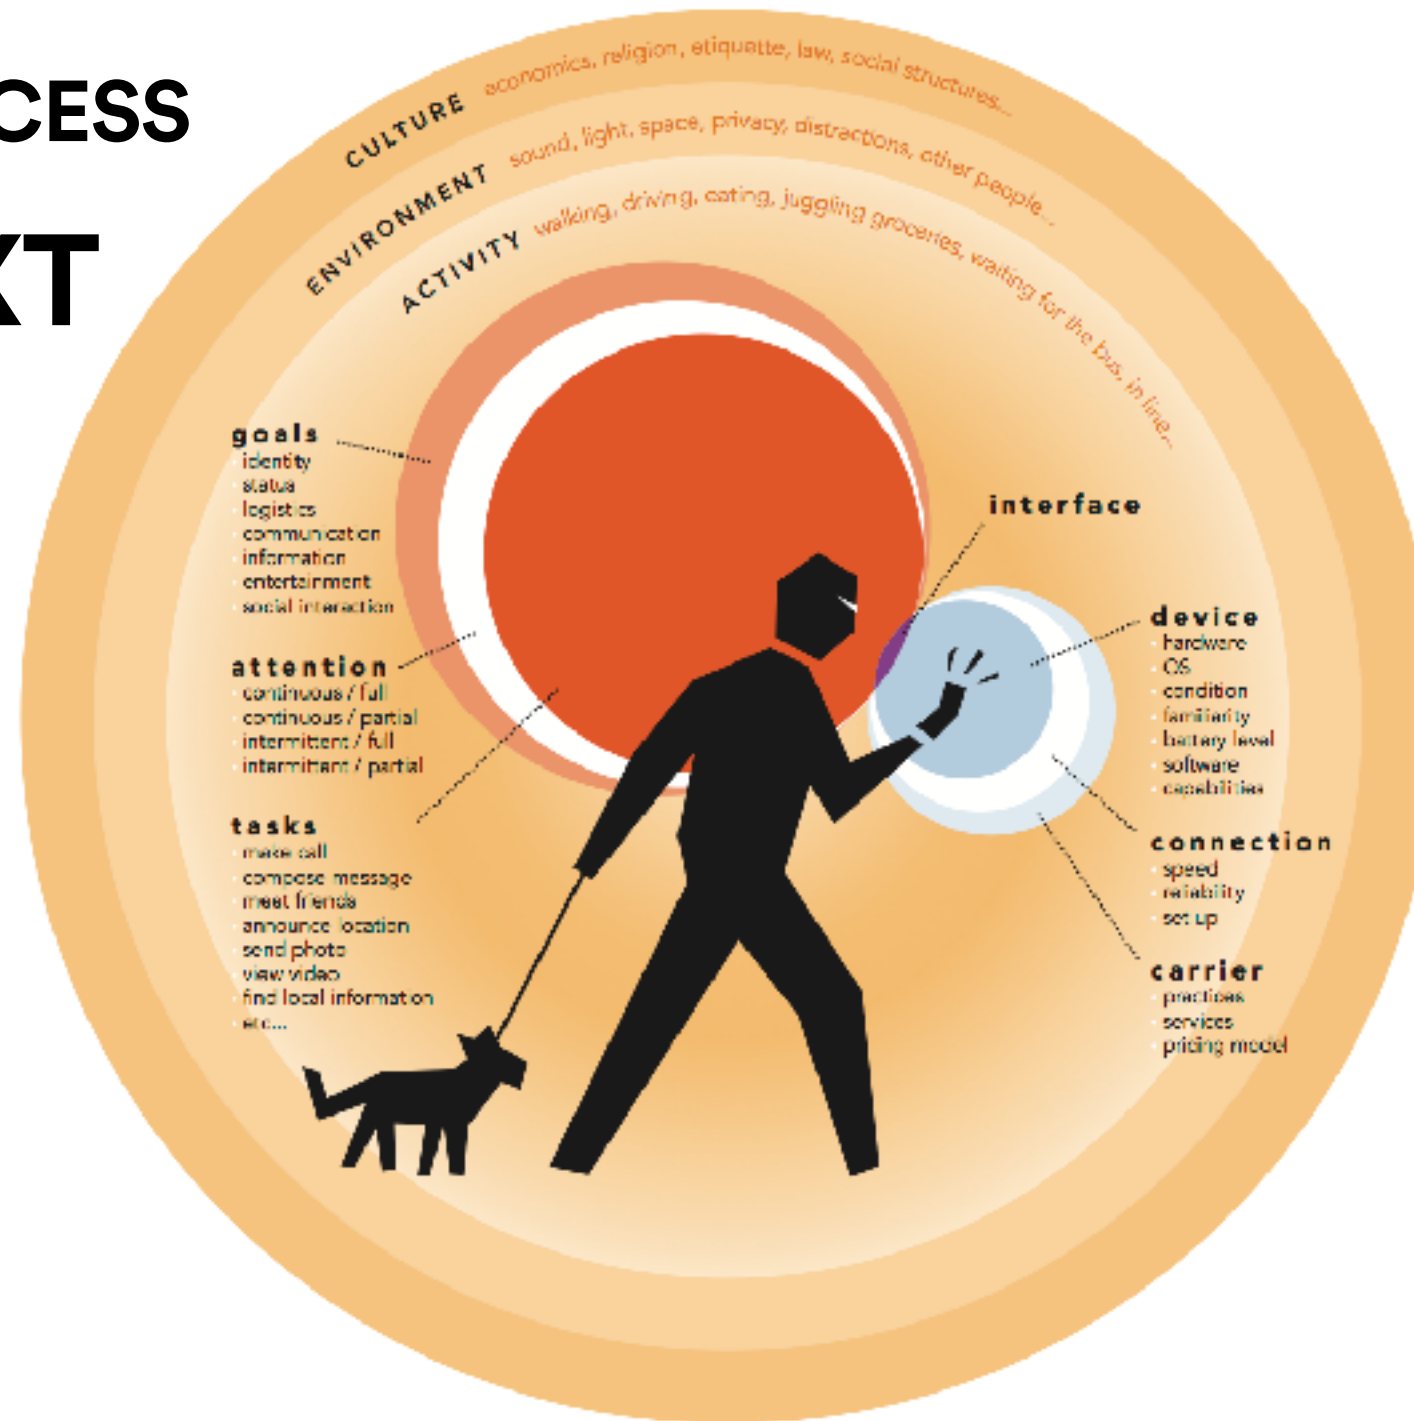 CESS
XT
CULTURE economics, religion, etiquette, law, social structures...
ENVIRONMENT sound, light, space, privacy, distractions, other people...
ACTIVITY walking, driving, eating, juggling groceries, waiting for the bus, in line...
goals
identity
status
logistics
communication
information
entertainment
social interaction
attention
continuous / full
continuous / partial
intermittent / full
intermittent / partial
tasks
make call
compose message
meet friends
announce location
send photo
view video
find local information
etc...
interface
device
hardware
OS
condition
familiarity
battery level
software
capabilities
connection
speed
reliability
set up
carrier
practices
services
pricing model